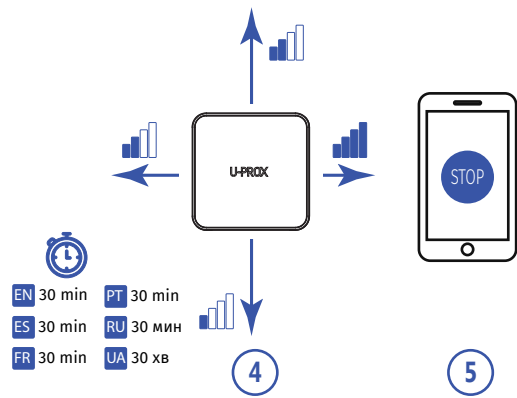 U-PROX
STOP
EN 30 min
PT 30 min
ES 30 min
RU 30 мин
FR 30 min
UA 30 хв
4
5